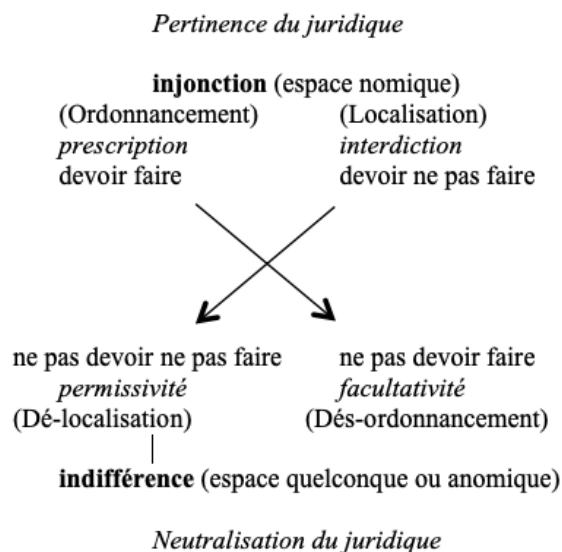 Pertinence du juridique
injonction (espace nomique)
(Ordonnancement) (Localisation)
prescription interdiction
devoir faire devoir ne pas faire
ne pas devoir ne pas faire ne pas devoir faire
permissivité facultativité
(Dé-localisation) (Dés-ordonnancement)
indifférence (espace quelconque ou anomique)
Neutralisation du juridique